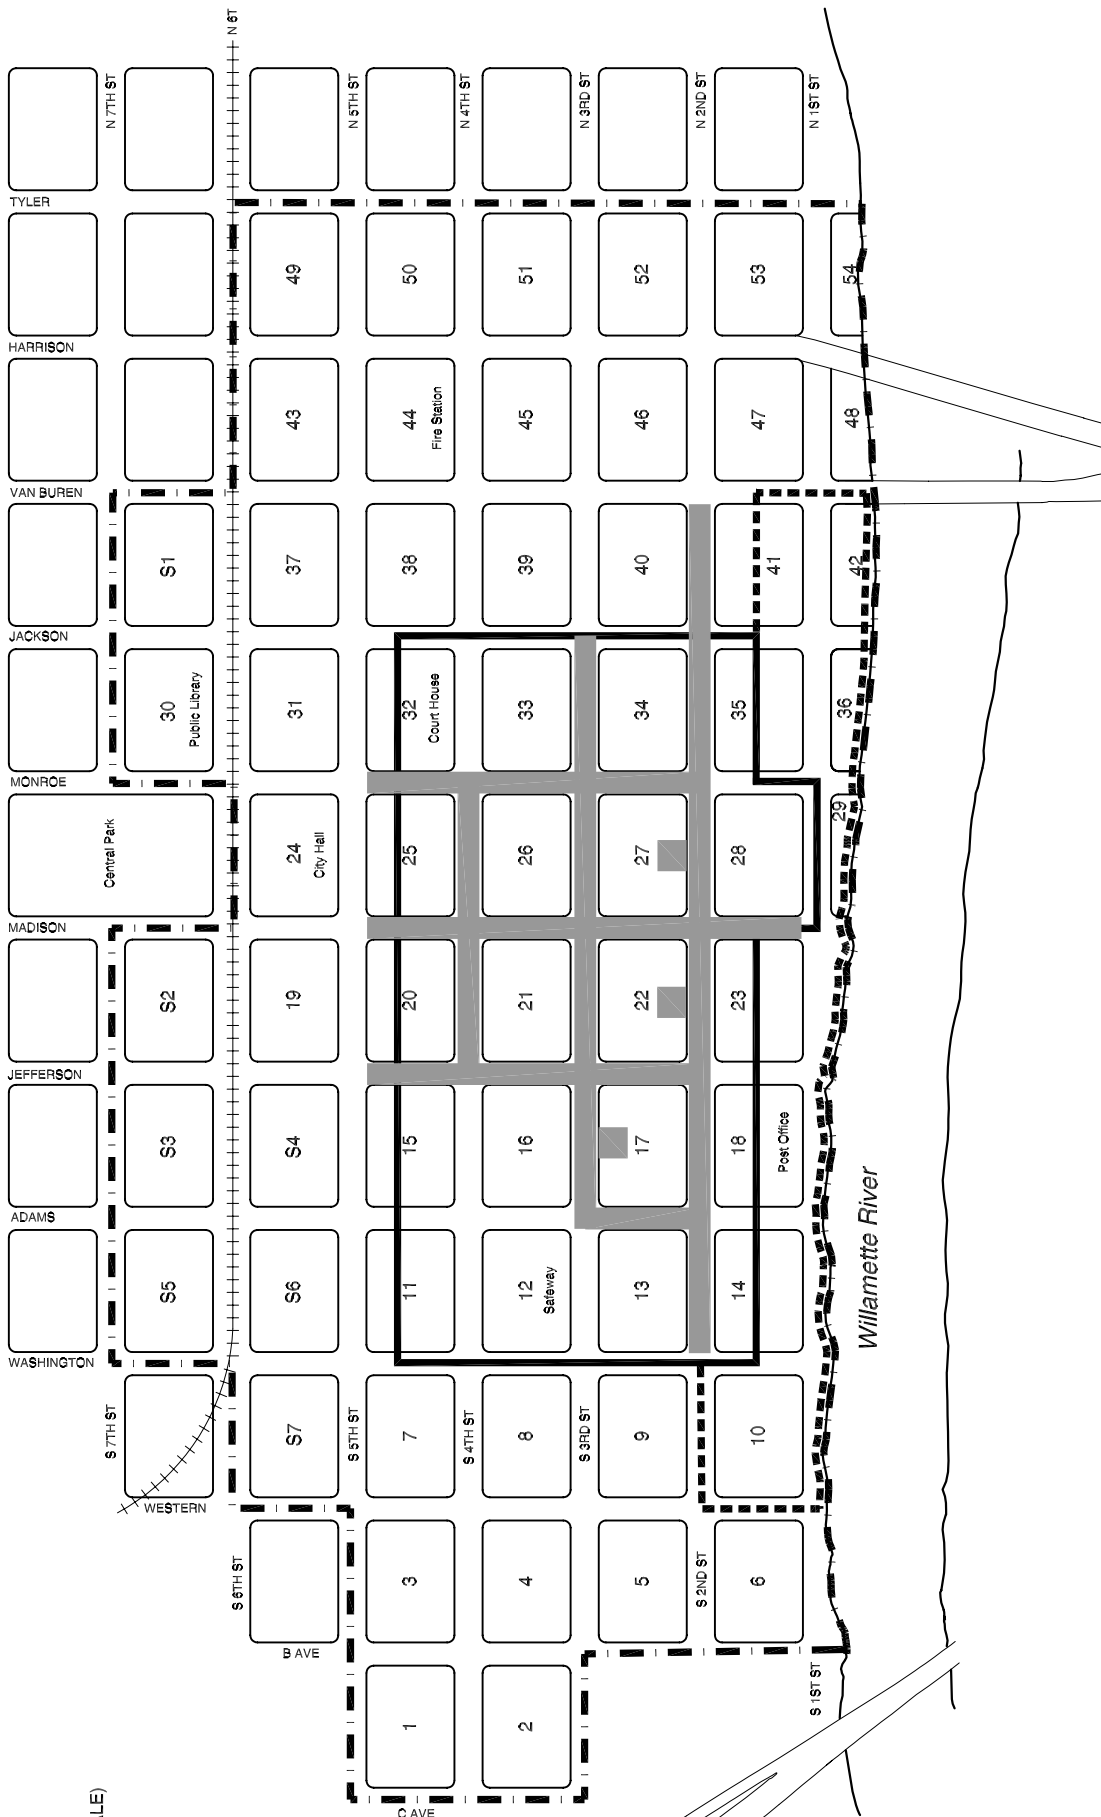 N 6T
N 7TH ST
N 5TH ST
N 4TH ST
N 3RD ST
N 2ND ST
N 1ST ST
TYLER
49
50
51
52
53
54
HARRISON
43
44
Fire Station
45
46
47
48
VAN BUREN
S1
37
38
39
40
41
42
JACKSON
30
Public Library
31
32
Court House
33
34
35
36
MONROE
Central Park
24
City Hall
25
26
27
28
29
MADISON
S2
19
20
21
22
23
JEFFERSON
S3
S4
15
16
17
18
Post Office
ADAMS
S5
S6
11
12
Safeway
13
14
Willamette River
WASHINGTON
S 7TH ST
S7
S 5TH ST
7
S 4TH ST
8
S 3RD ST
9
10
WESTERN
S 6TH ST
3
4
5
S 2ND ST
6
B AVE
S 1ST ST
1
2
C AVE
ALE)